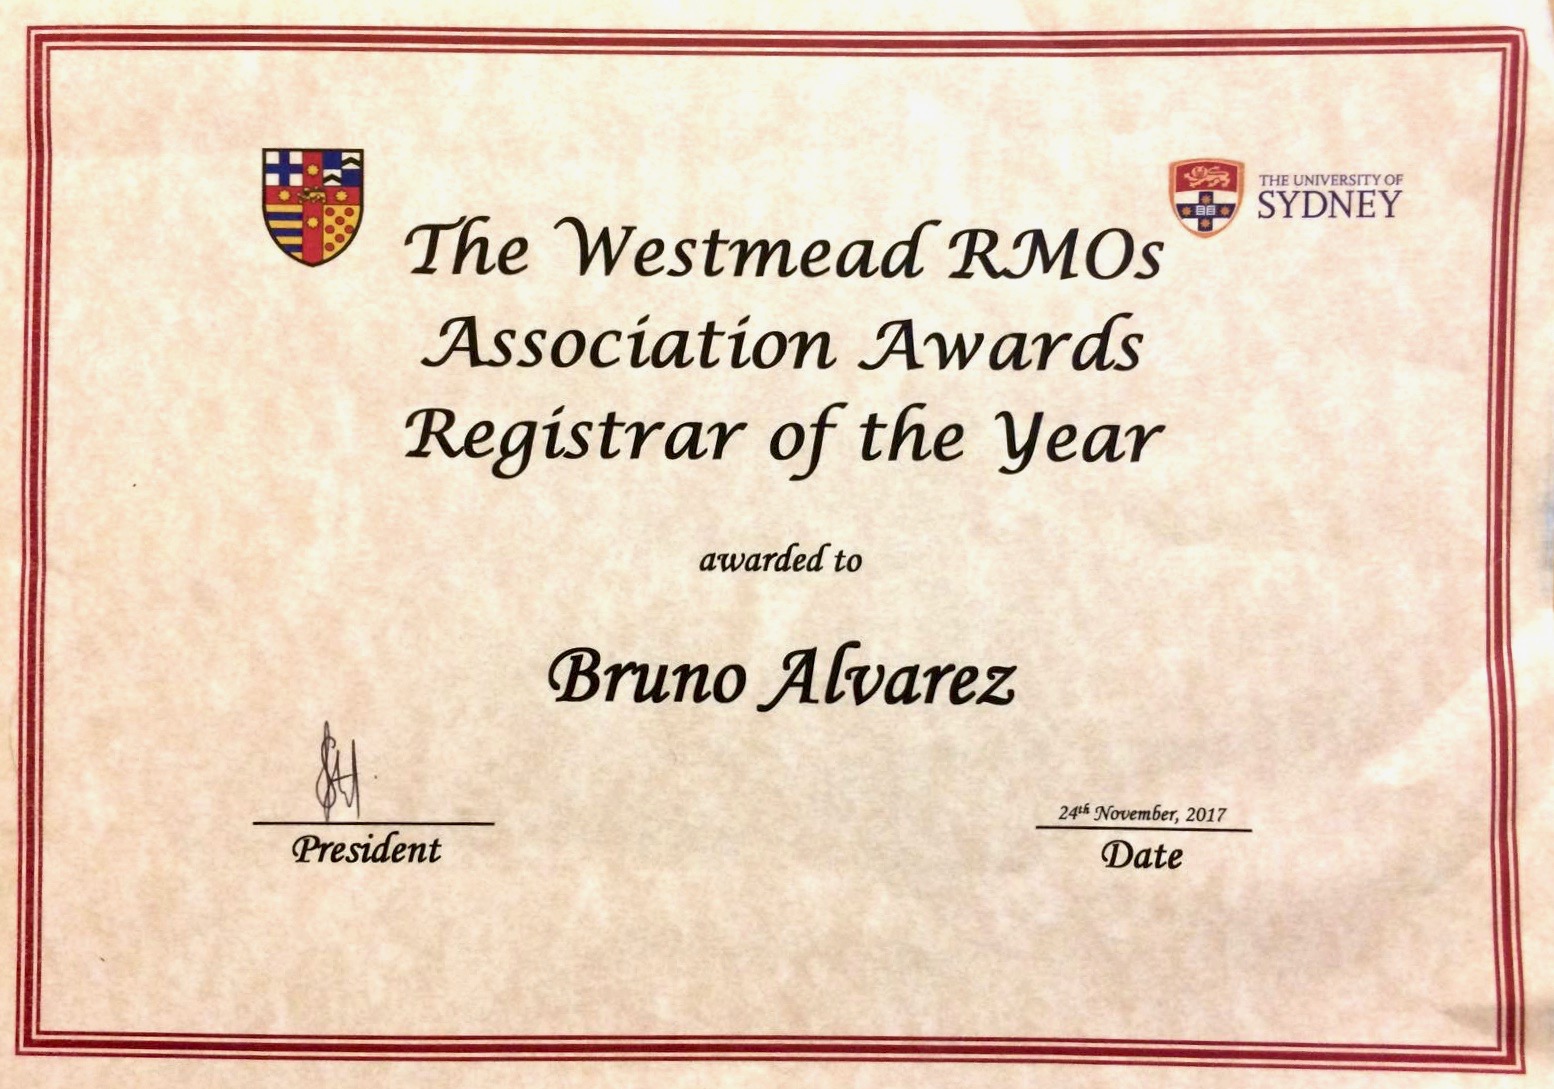 THE UNIVERSITY OF
SYDNEY
The Westmead RMOs
Association Awards
Registrar of the Year
awarded to
Bruno Alvarez
24th November, 2017
President
Date